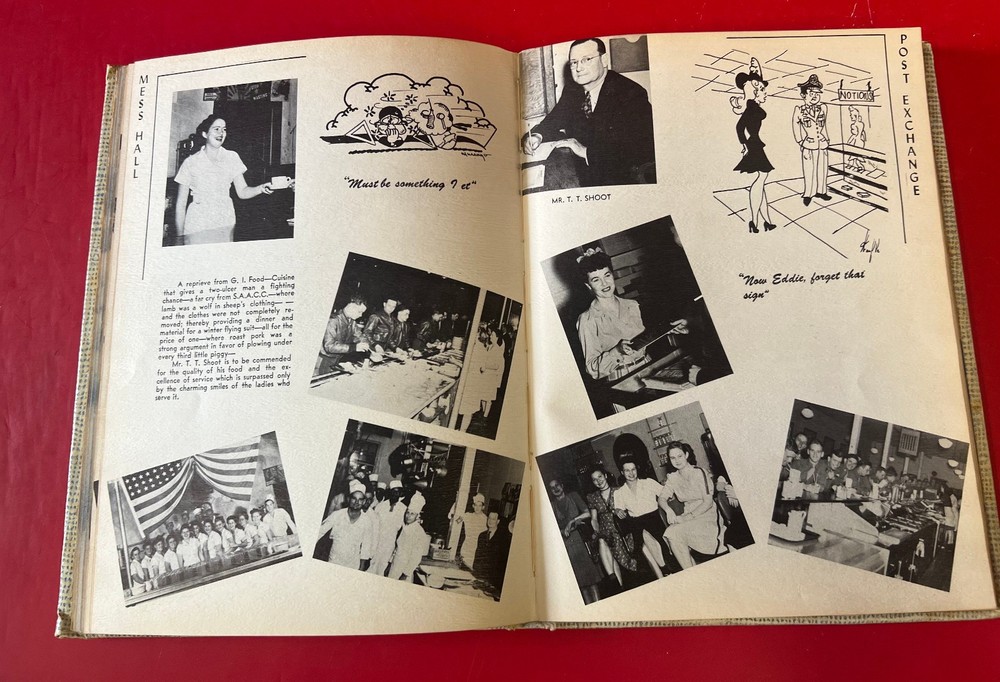 MESS HALL
"Must be something I et"
A reprieve from G. I. Food—Cuisine
that gives a two-ulcer man a fighting
chance—a far cry from S.A.A.C.C.—where
lamb was a wolf in sheep's clothing— —
and the clothes were not completely re-
moved; thereby providing a dinner and
material for a winter flying suit—all for the
price of one—where roast pork was a
strong argument in favor of plowing under
every third little piggy—
Mr. T. T. Shoot is to be commended
for the quality of his food and the ex-
cellence of service which is surpassed only
by the charming smiles of the ladies who
serve it.
MR. T. T. SHOOT
POST EXCHANGE
NOTIONS
"Now Eddie, forget that
sign"